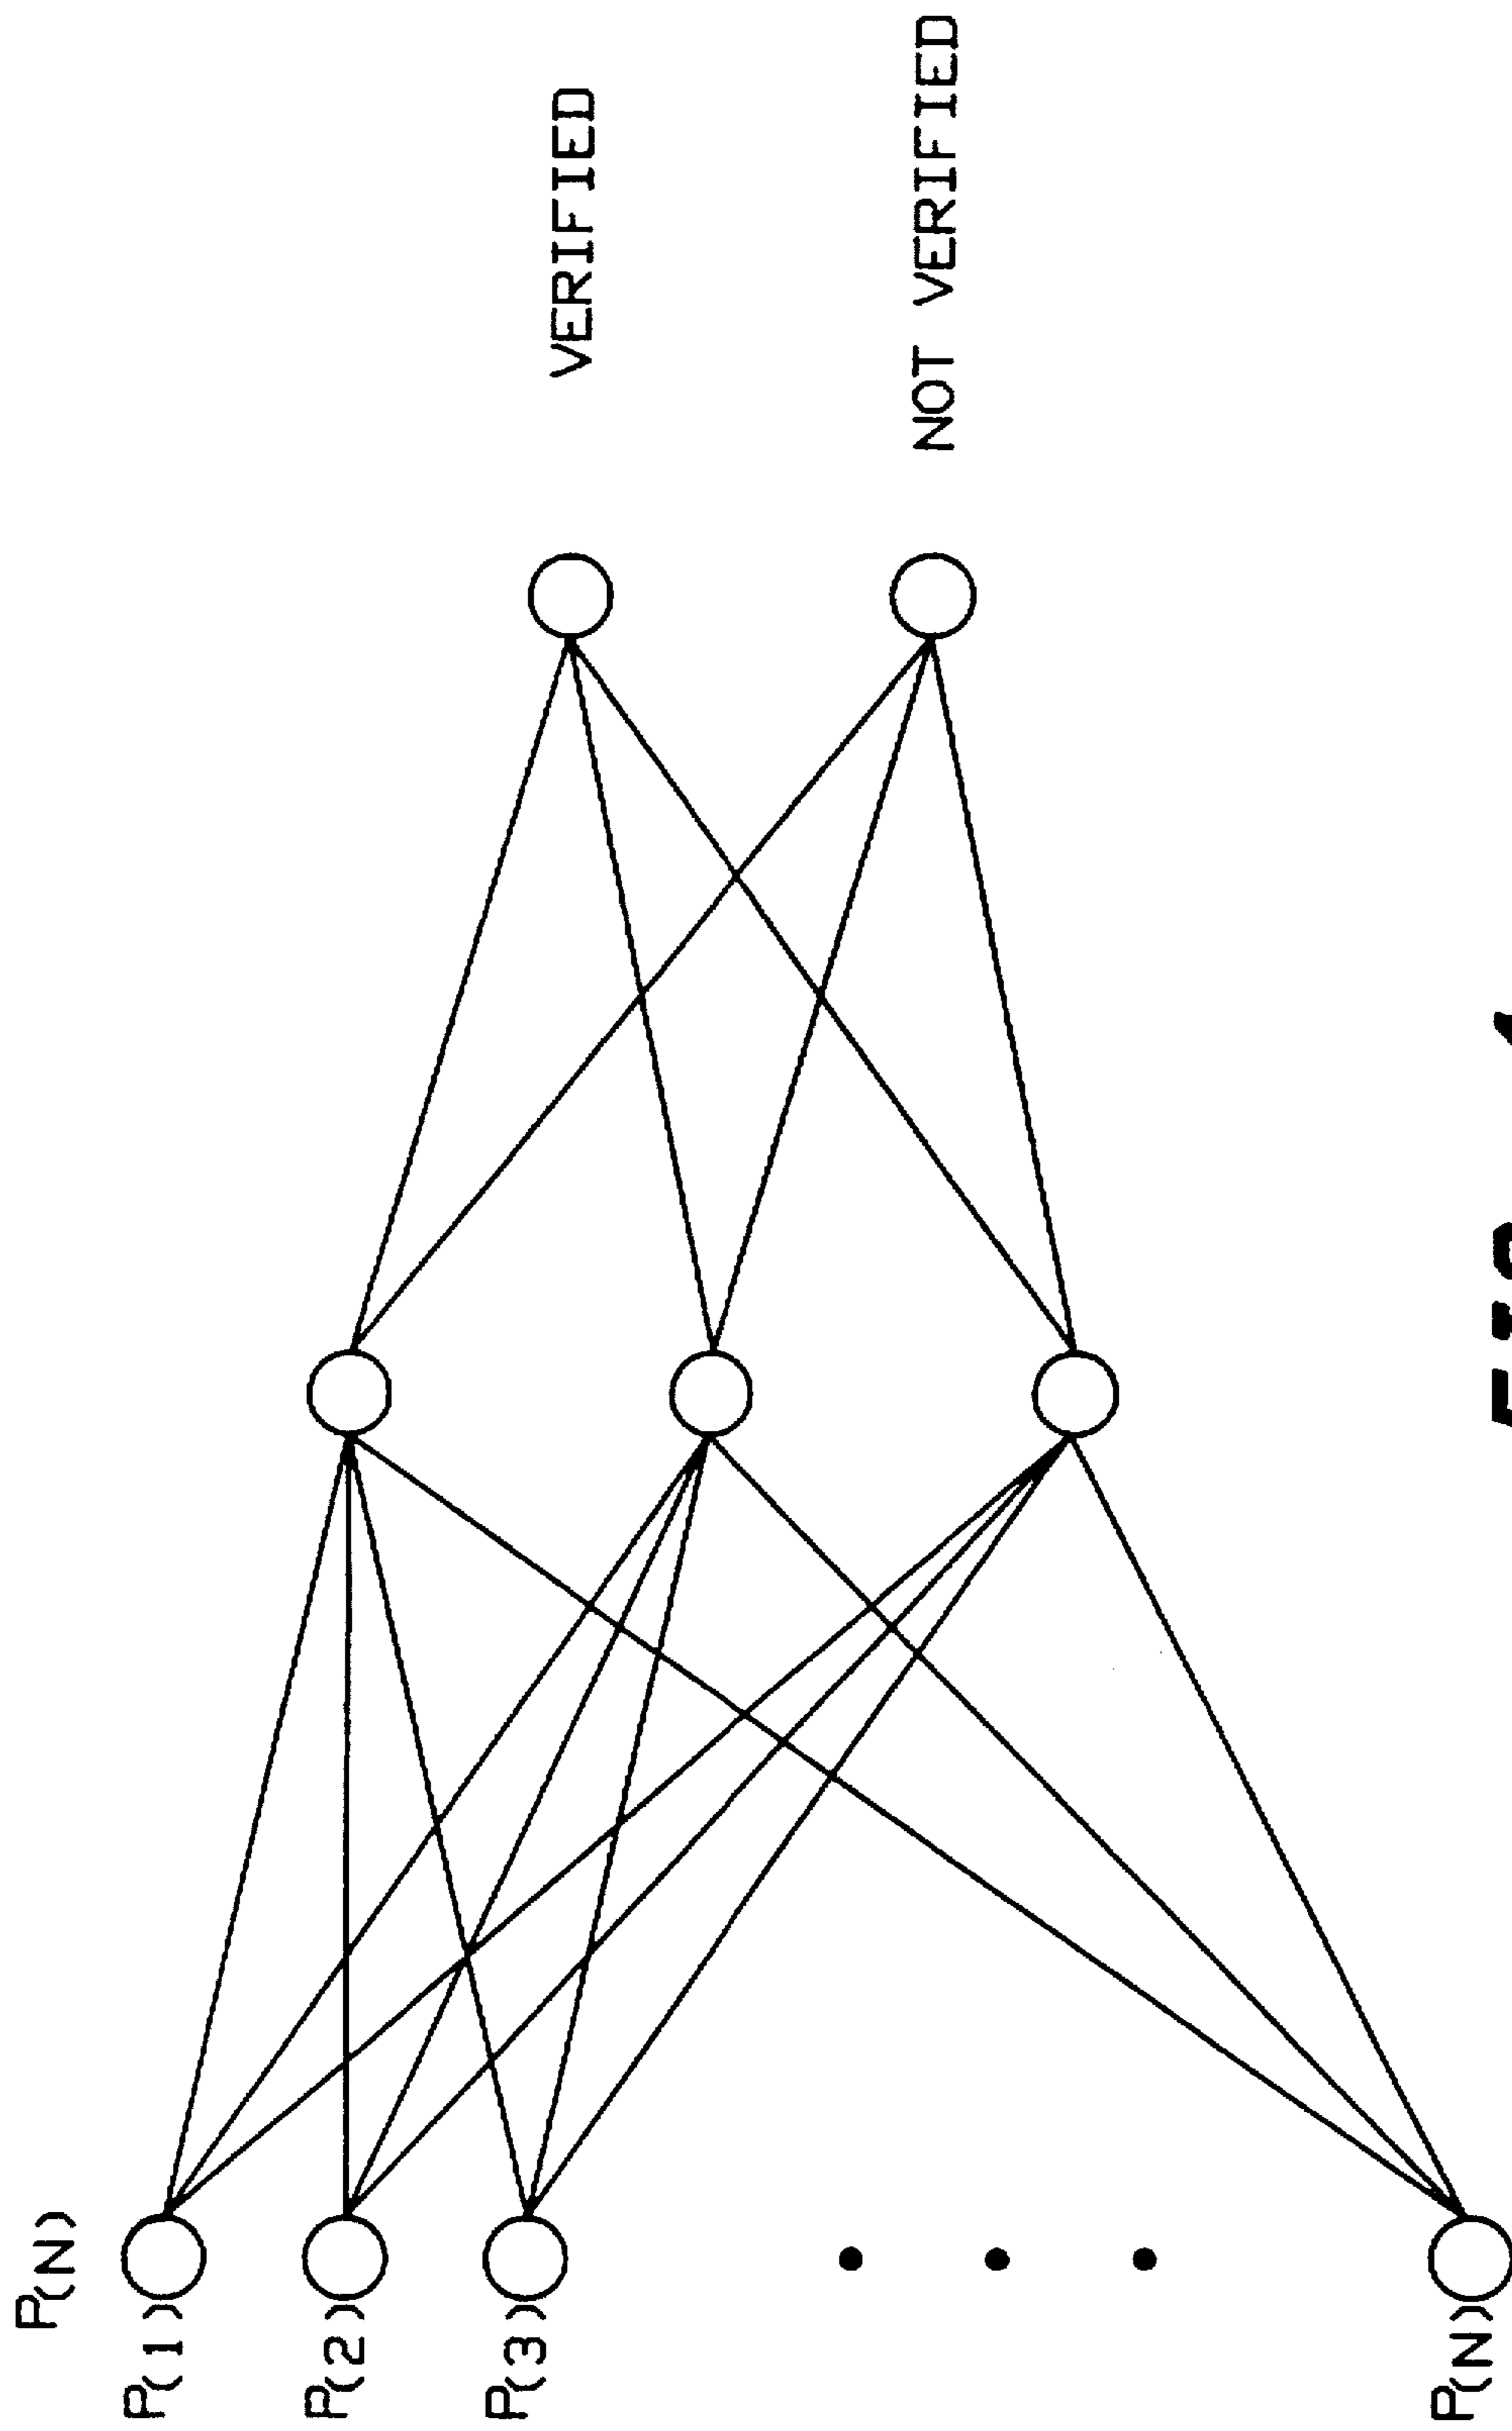 P(N)
P(1)
P(2)
P(3)
P(N)
VERIFIED
NOT VERIFIED